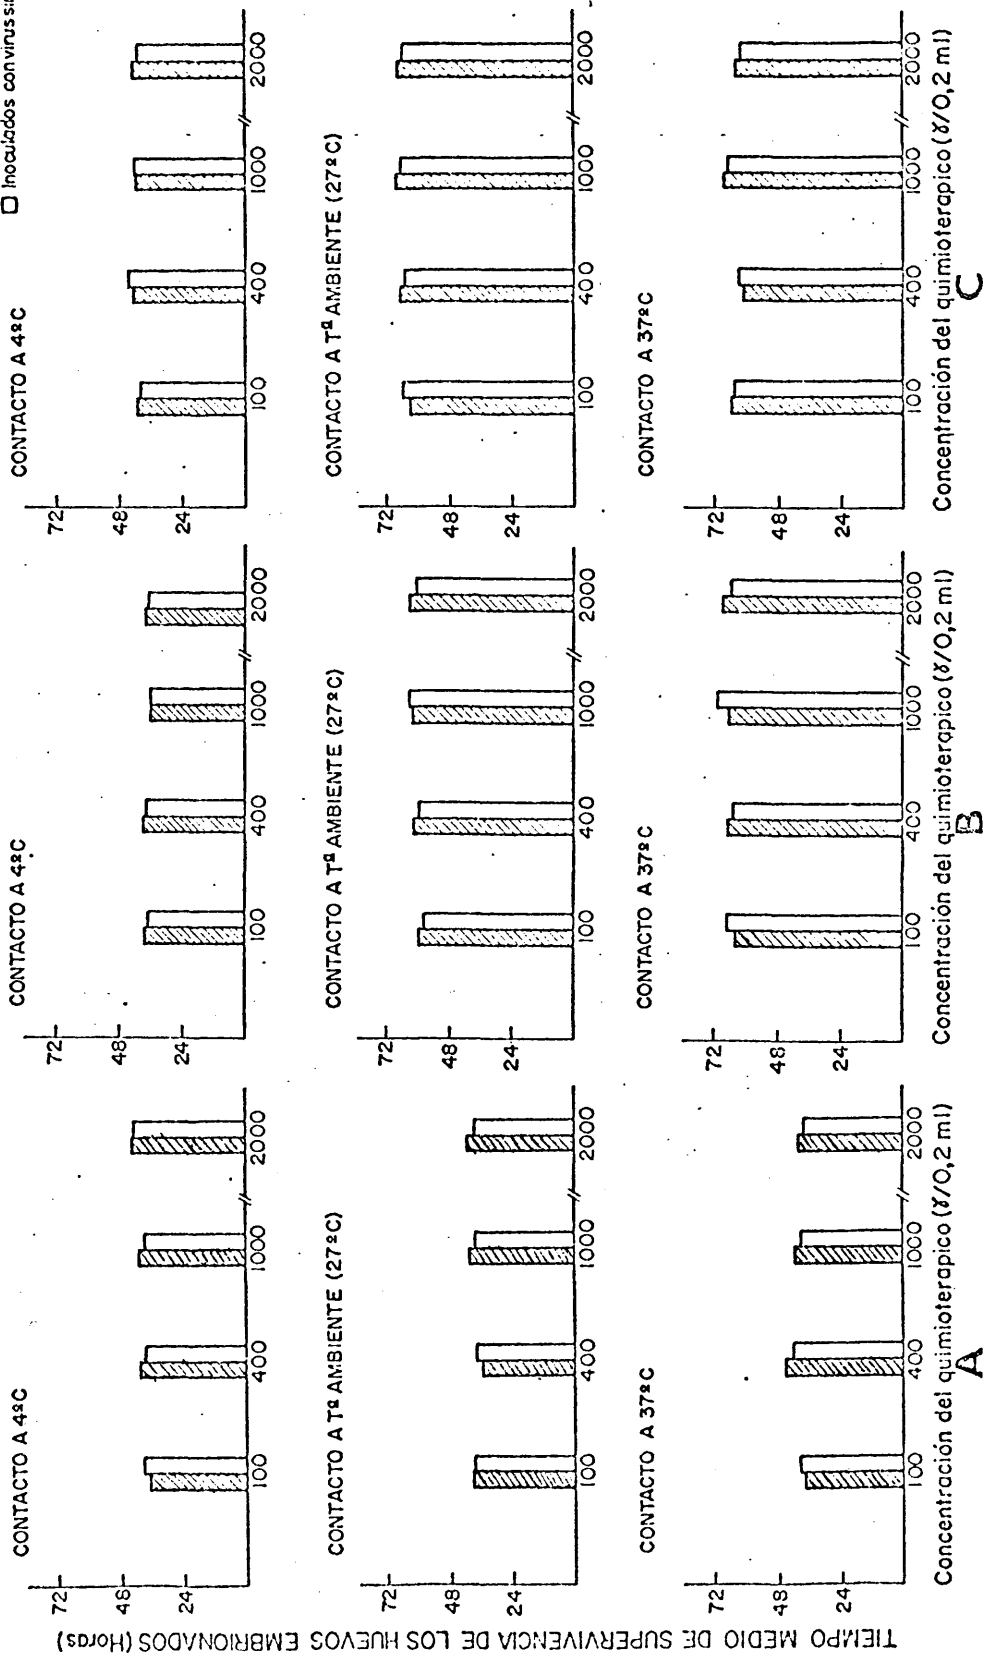 Inoculados con virus
TIEMPO MEDIO DE SUPERVIVENCIA DE LOS HUEVOS EMBRIONADOS (Horas)
CONTACTO A 4ºC
72
48
24
100 400 1000 2000
CONTACTO A Tª AMBIENTE (27ºC)
72
48
24
100 400 1000 2000
CONTACTO A 37ºC
72
48
24
100 400 1000 2000
Concentración del quimioterapico (γ/0,2 ml)
A
CONTACTO A 4ºC
72
48
24
100 400 1000 2000
CONTACTO A Tª AMBIENTE (27ºC)
72
48
24
100 400 1000 2000
CONTACTO A 37ºC
72
48
24
100 400 1000 2000
Concentración del quimioterapico (γ/0,2 ml)
B
CONTACTO A 4ºC
72
48
24
100 400 1000 2000
CONTACTO A Tª AMBIENTE (27ºC)
72
48
24
100 400 1000 2000
CONTACTO A 37ºC
72
48
24
100 400 1000 2000
Concentración del quimioterapico (γ/0,2 ml)
C